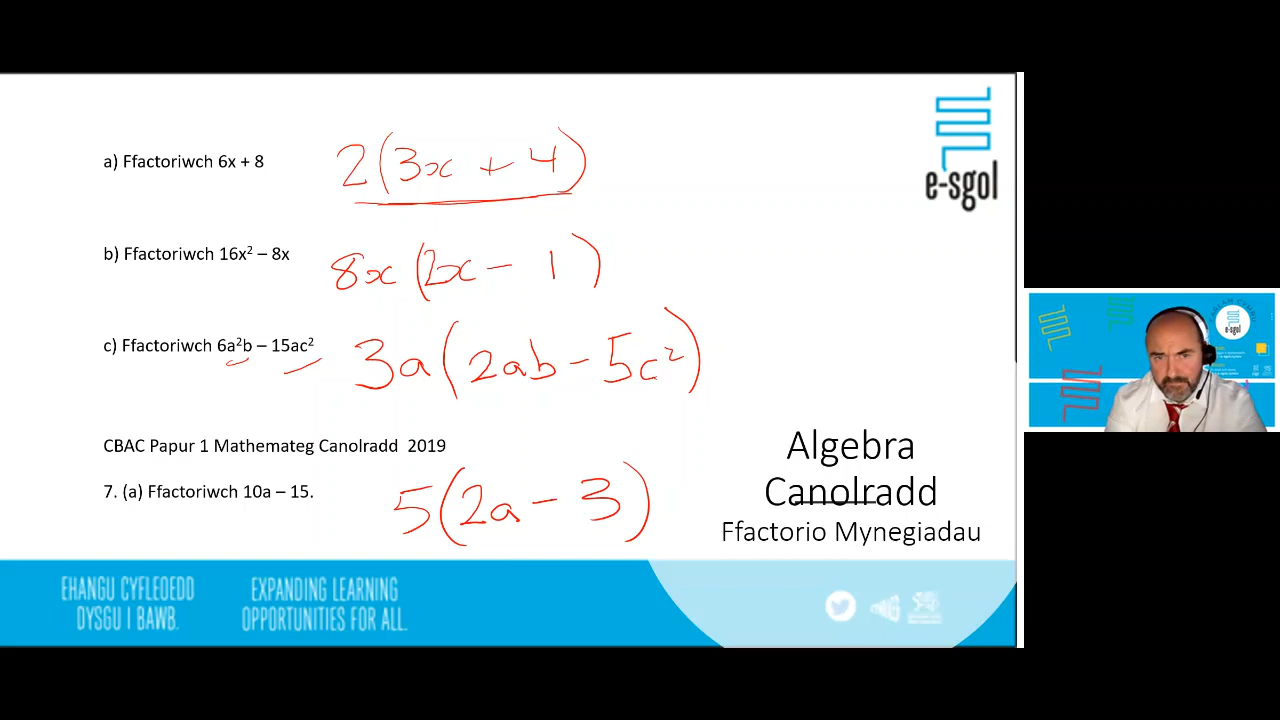 a) Ffactoriwch 6x + 8
2(3x + 4)
b) Ffactoriwch 16x² – 8x
8x(2x – 1)
c) Ffactoriwch 6a²b – 15ac²
3a(2ab – 5c²)
CBAC Papur 1 Mathemateg Canolradd 2019
7. (a) Ffactoriwch 10a – 15.
5(2a – 3)
e-sgol
e-sgol
Algebra
Canolradd
Ffactorio Mynegiadau
EHANGU CYFLEOEDD
DYSGU I BAWB.
EXPANDING LEARNING
OPPORTUNITIES FOR ALL.